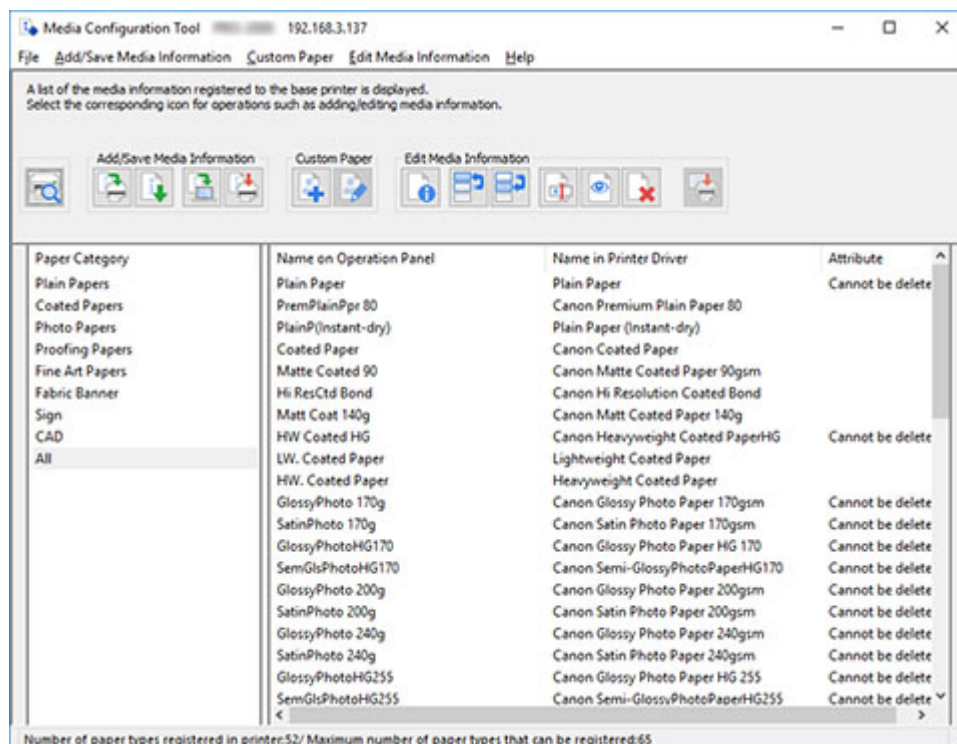 Media Configuration Tool 192.168.3.137
File Add/Save Media Information Custom Paper Edit Media Information Help
A list of the media information registered to the base printer is displayed.
Select the corresponding icon for operations such as adding/editing media information.
Add/Save Media Information Custom Paper Edit Media Information
Paper Category Name on Operation Panel Name in Printer Driver Attribute
Plain Papers Plain Paper Plain Paper Cannot be delete
Coated Papers PremPlainPpr 80 Canon Premium Plain Paper 80
Photo Papers PlainP(Instant-dry) Plain Paper (Instant-dry)
Proofing Papers Coated Paper Canon Coated Paper
Fine Art Papers Matte Coated 90 Canon Matte Coated Paper 90gsm
Fabric Banner Hi ResCtd Bond Canon Hi Resolution Coated Bond
Sign Matt Coat 140g Canon Matt Coated Paper 140g
CAD HW Coated HG Canon Heavyweight Coated PaperHG Cannot be delete
All LW. Coated Paper Lightweight Coated Paper
HW. Coated Paper Heavyweight Coated Paper
GlossyPhoto 170g Canon Glossy Photo Paper 170gsm Cannot be delete
SatinPhoto 170g Canon Satin Photo Paper 170gsm Cannot be delete
GlossyPhotoHG170 Canon Glossy Photo Paper HG 170 Cannot be delete
SemGlsPhotoHG170 Canon Semi-GlossyPhotoPaperHG170 Cannot be delete
GlossyPhoto 200g Canon Glossy Photo Paper 200gsm Cannot be delete
SatinPhoto 200g Canon Satin Photo Paper 200gsm Cannot be delete
GlossyPhoto 240g Canon Glossy Photo Paper 240gsm Cannot be delete
SatinPhoto 240g Canon Satin Photo Paper 240gsm Cannot be delete
GlossyPhotoHG255 Canon Glossy Photo Paper HG 255 Cannot be delete
SemGlsPhotoHG255 Canon Semi-GlossyPhotoPaperHG255 Cannot be delete
Number of paper types registered in printer:52/ Maximum number of paper types that can be registered:65